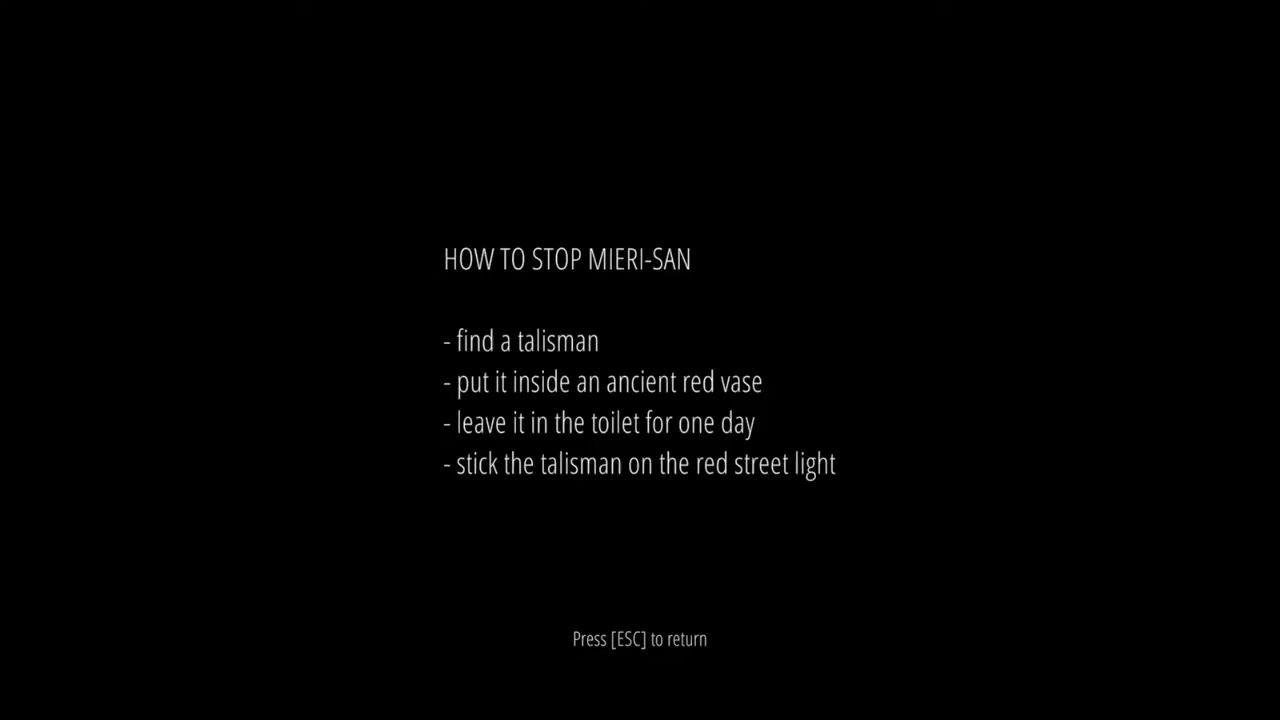 HOW TO STOP MIERI-SAN
- find a talisman
- put it inside an ancient red vase
- leave it in the toilet for one day
- stick the talisman on the red street light
Press [ESC] to return